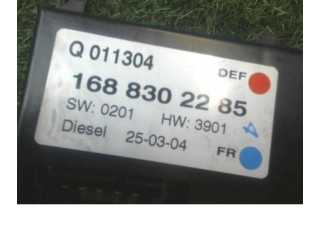 Q 011304
DEF
168 830 22 85
SW: 0201 HW: 3901
Diesel 25-03-04
FR